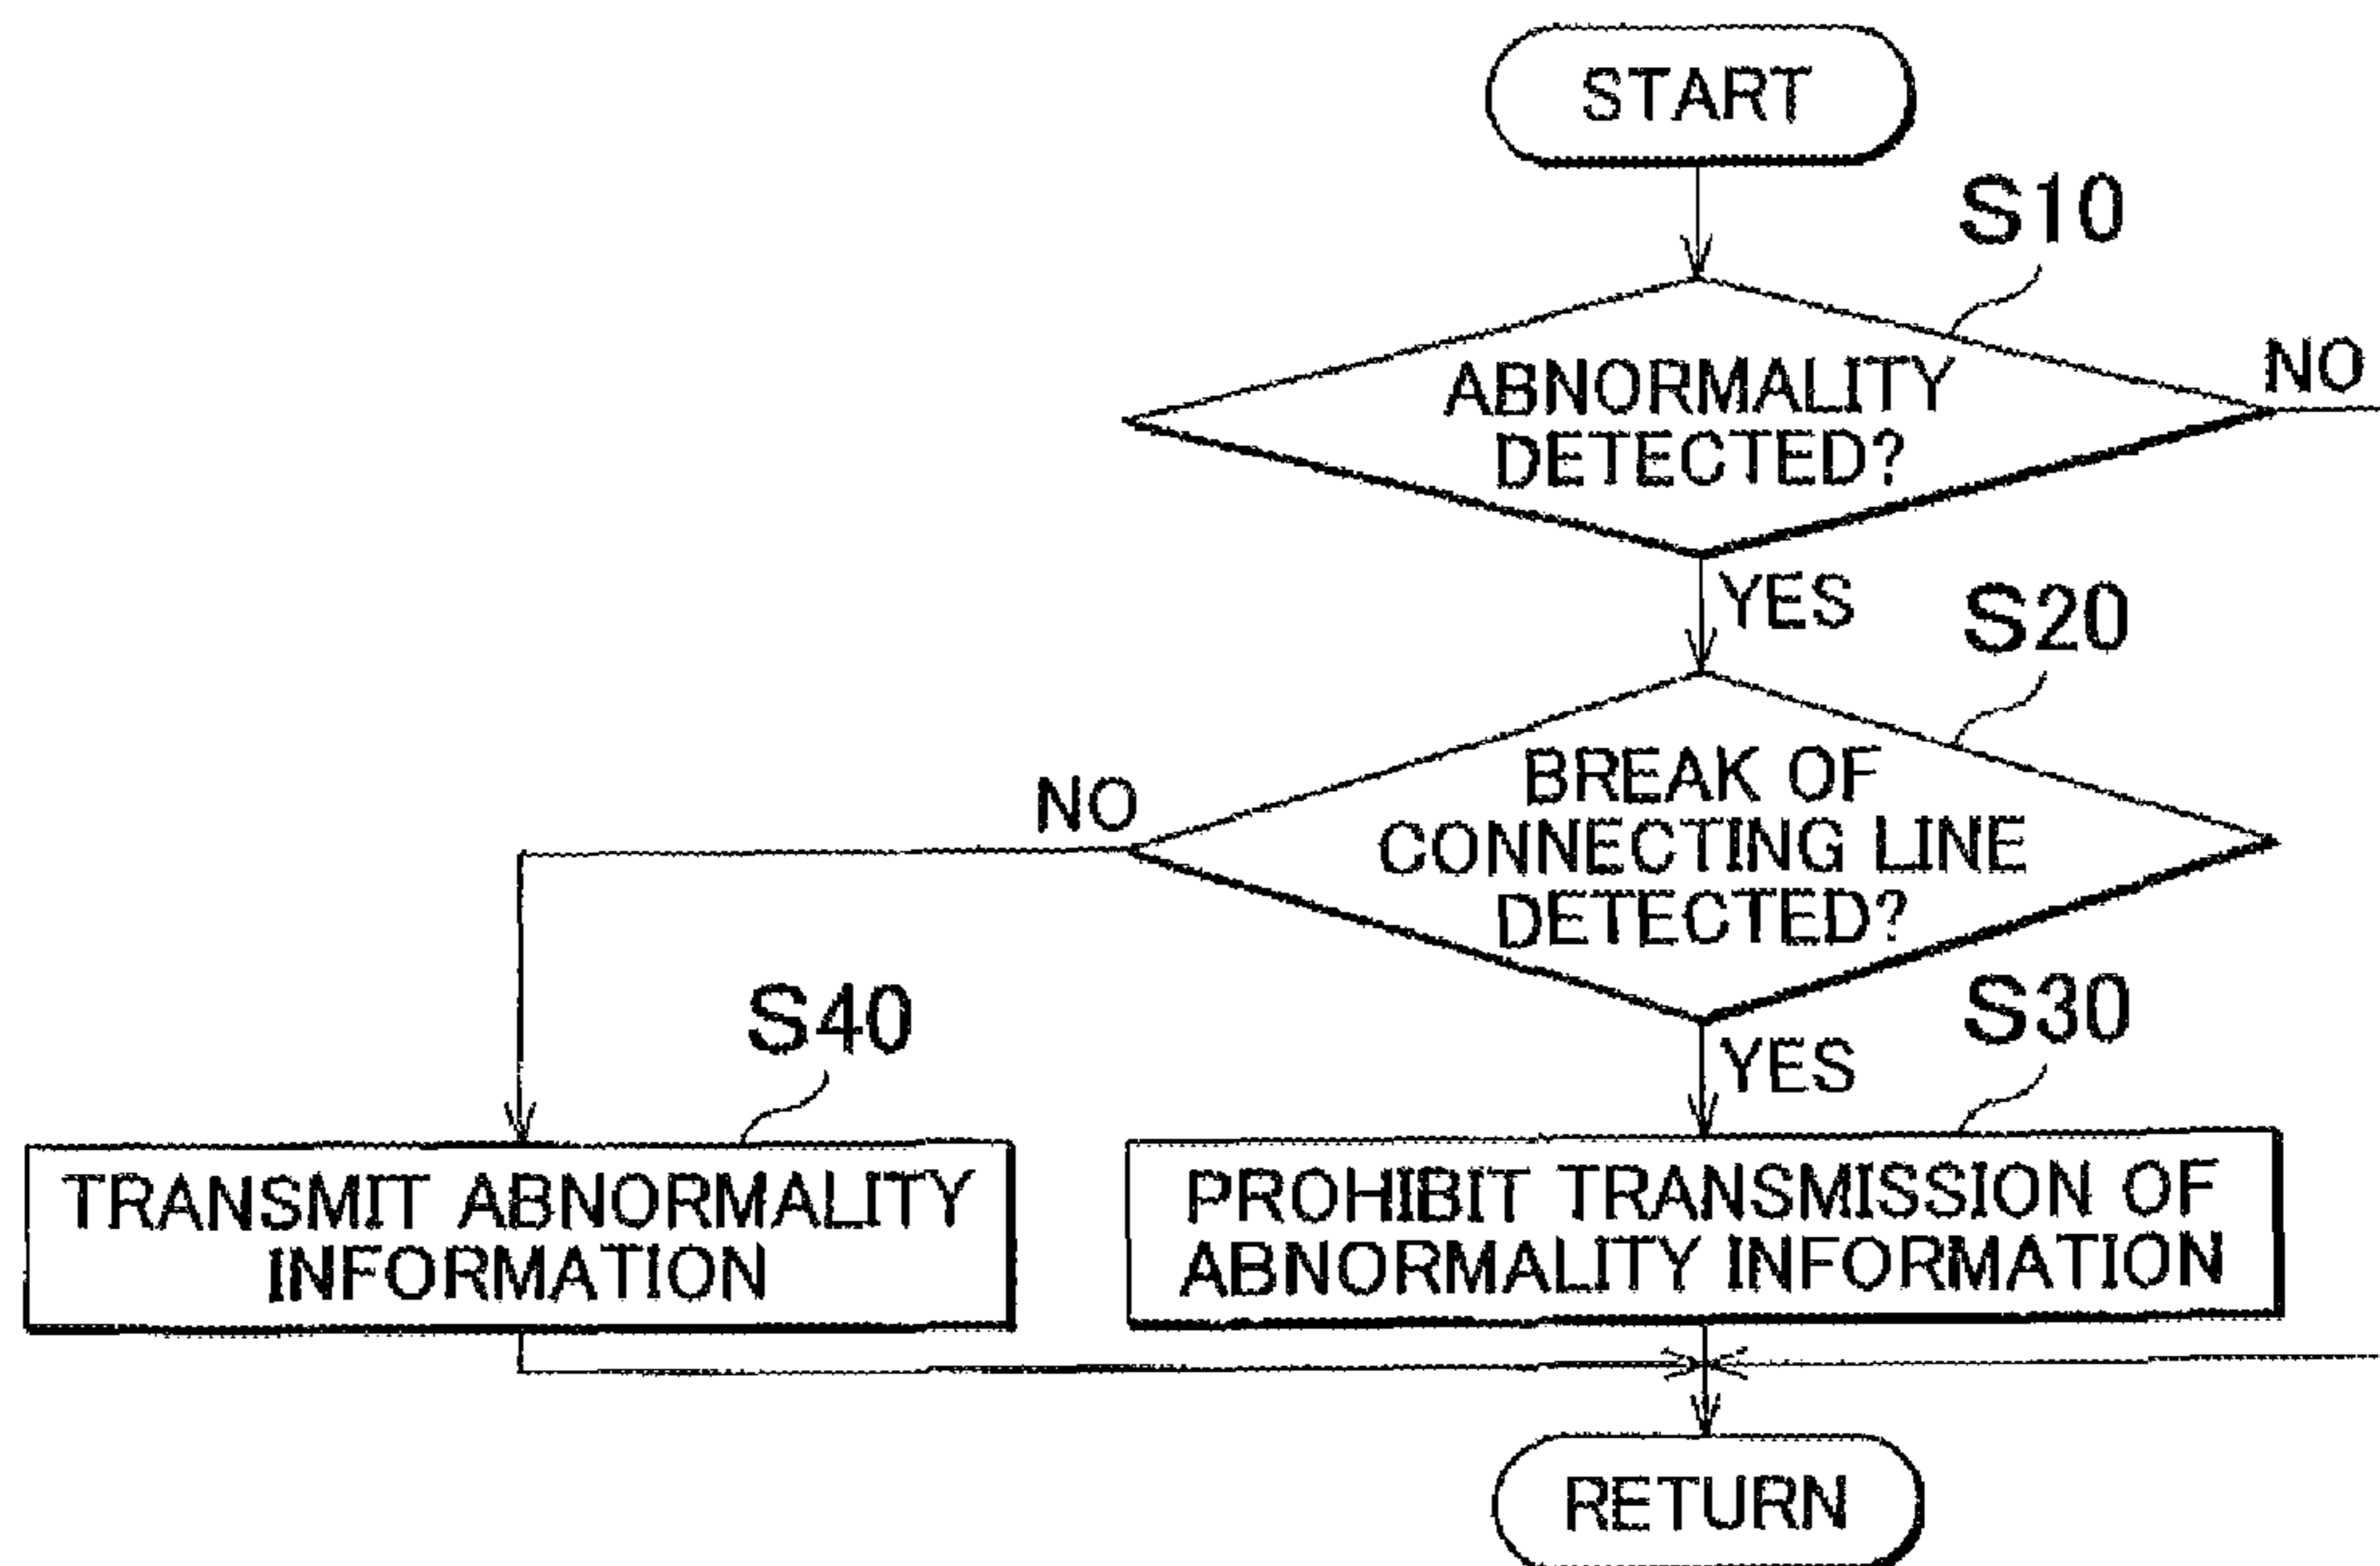 START
S10
ABNORMALITY
DETECTED?
NO
YES
S20
BREAK OF
CONNECTING LINE
DETECTED?
NO
YES
S40
S30
TRANSMIT ABNORMALITY
INFORMATION
PROHIBIT TRANSMISSION OF
ABNORMALITY INFORMATION
RETURN